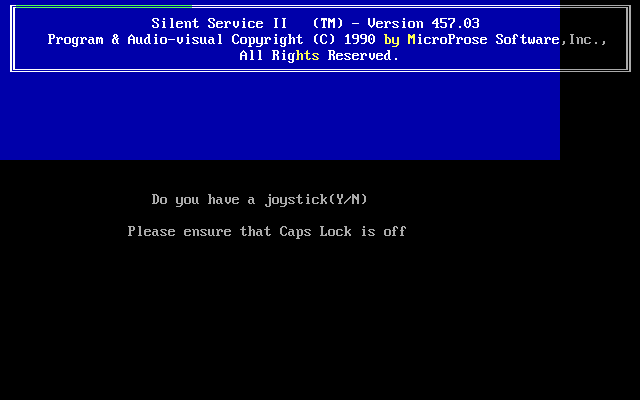 Silent Service II   (TM) - Version 457.03
Program & Audio-visual Copyright (C) 1990 by MicroProse Software,Inc.,
All Rights Reserved.
Do you have a joystick(Y/N)
Please ensure that Caps Lock is off